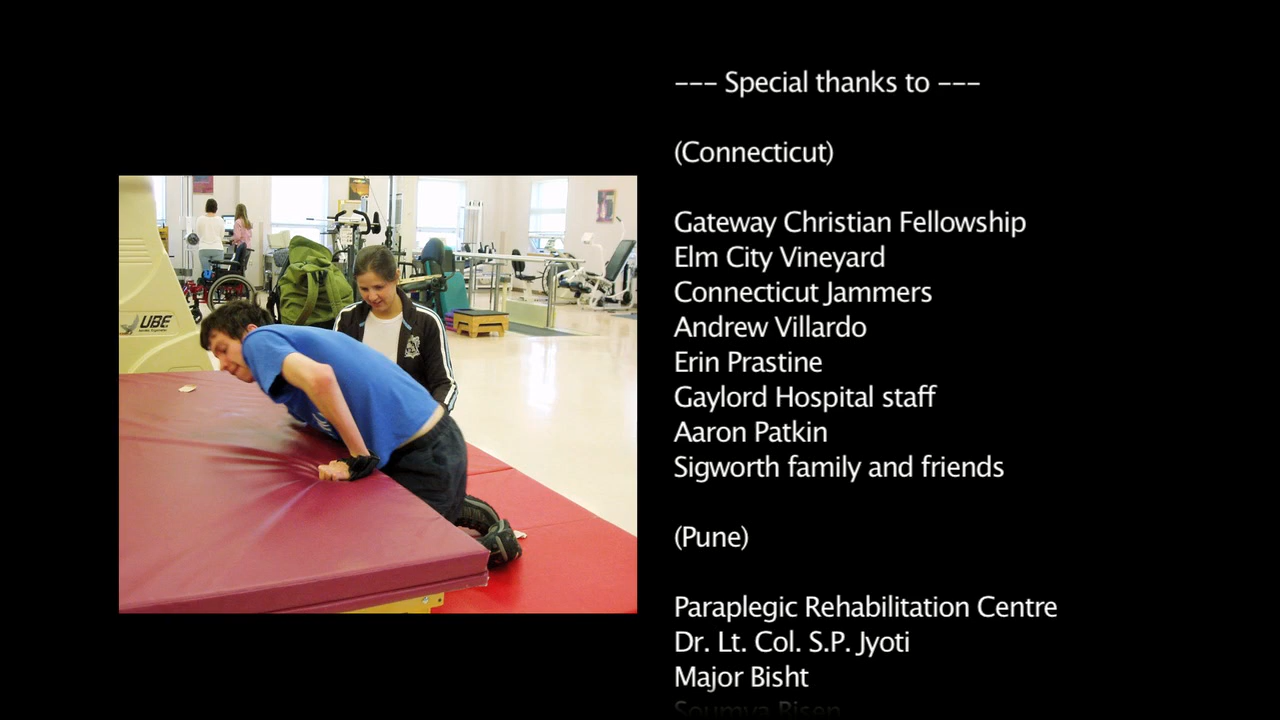 --- Special thanks to ---
(Connecticut)
Gateway Christian Fellowship
Elm City Vineyard
Connecticut Jammers
Andrew Villardo
Erin Prastine
Gaylord Hospital staff
Aaron Patkin
Sigworth family and friends
(Pune)
Paraplegic Rehabilitation Centre
Dr. Lt. Col. S.P. Jyoti
Major Bisht
UBE